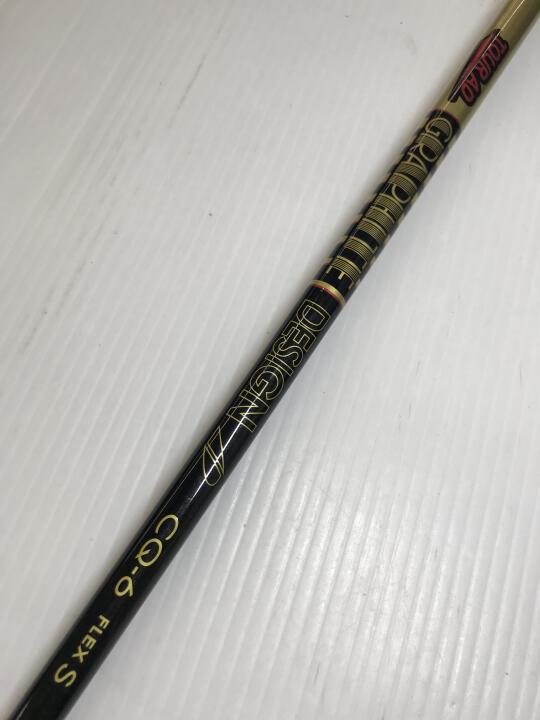 TOUR AD
GRAPHITE
DESIGN
CQ-6 FLEX S